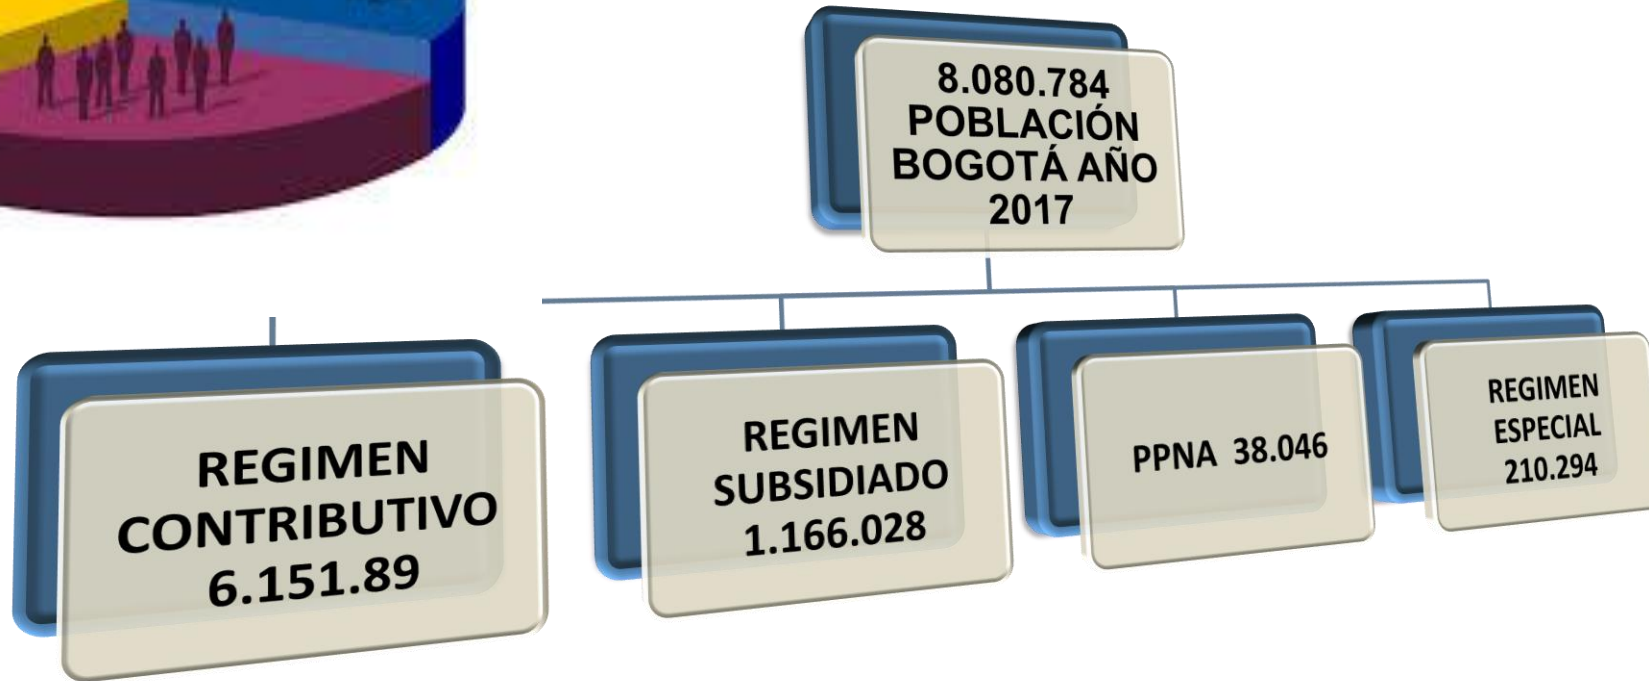 8.080.784
POBLACIÓN
BOGOTÁ AÑO
2017
REGIMEN
CONTRIBUTIVO
6.151.89
REGIMEN
SUBSIDIADO
1.166.028
PPNA 38.046
REGIMEN
ESPECIAL
210.294